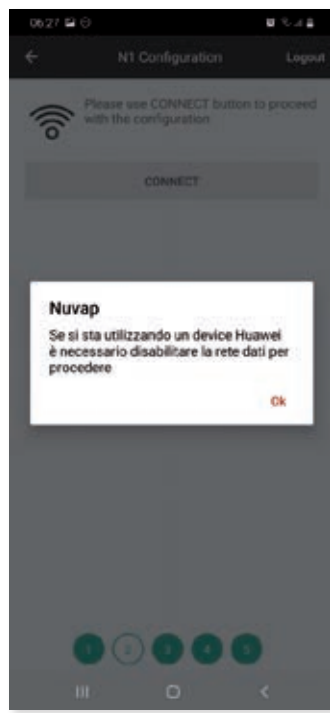 06:27
N1 Configuration Logout
Please use CONNECT button to proceed
with the configuration
CONNECT
Nuvap
Se si sta utilizzando un device Huawei
è necessario disabilitare la rete dati per
procedere
Ok
1 2 3 4 5